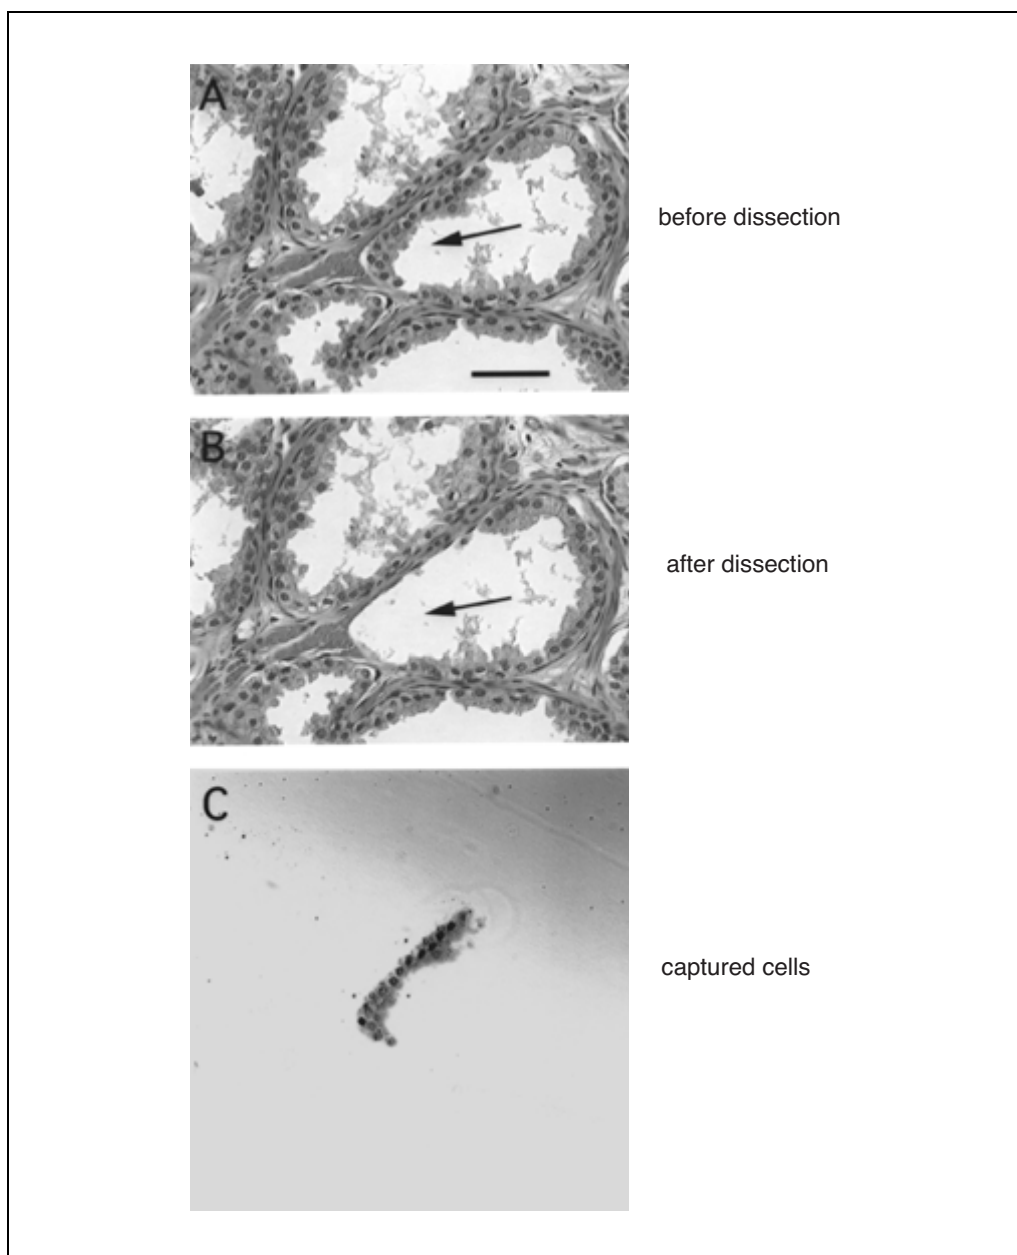 A
before dissection
B
after dissection
C
captured cells